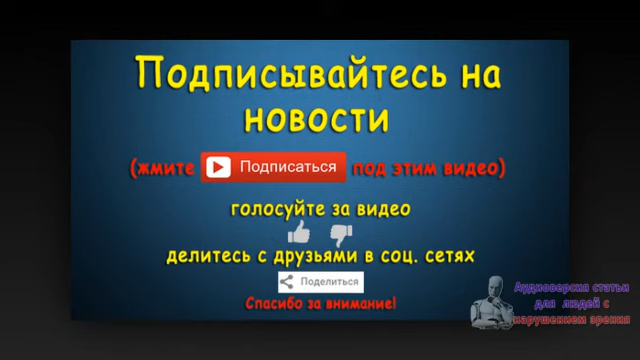 Подписывайтесь на
новости
(жмите Подписаться под этим видео)
голосуйте за видео
делитесь с друзьями в соц. сетях
Поделиться
Спасибо за внимание!
Аудиоверсия статьи
для людей с
нарушением зрения